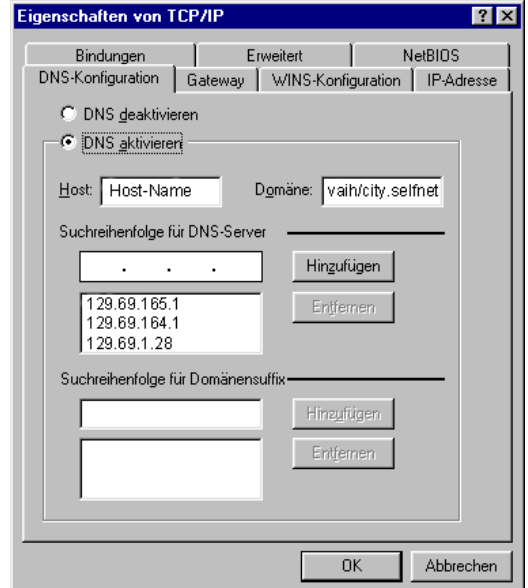 Eigenschaften von TCP/IP
Bindungen Erweitert NetBIOS
DNS-Konfiguration Gateway WINS-Konfiguration IP-Adresse
DNS deaktivieren
DNS aktivieren
Host: Host-Name Domäne: vaih/city.selfnet
Suchreihenfolge für DNS-Server
. . . Hinzufügen
129.69.165.1 Entfernen
129.69.164.1
129.69.1.28
Suchreihenfolge für Domänensuffix
Hinzufügen
Entfernen
OK Abbrechen